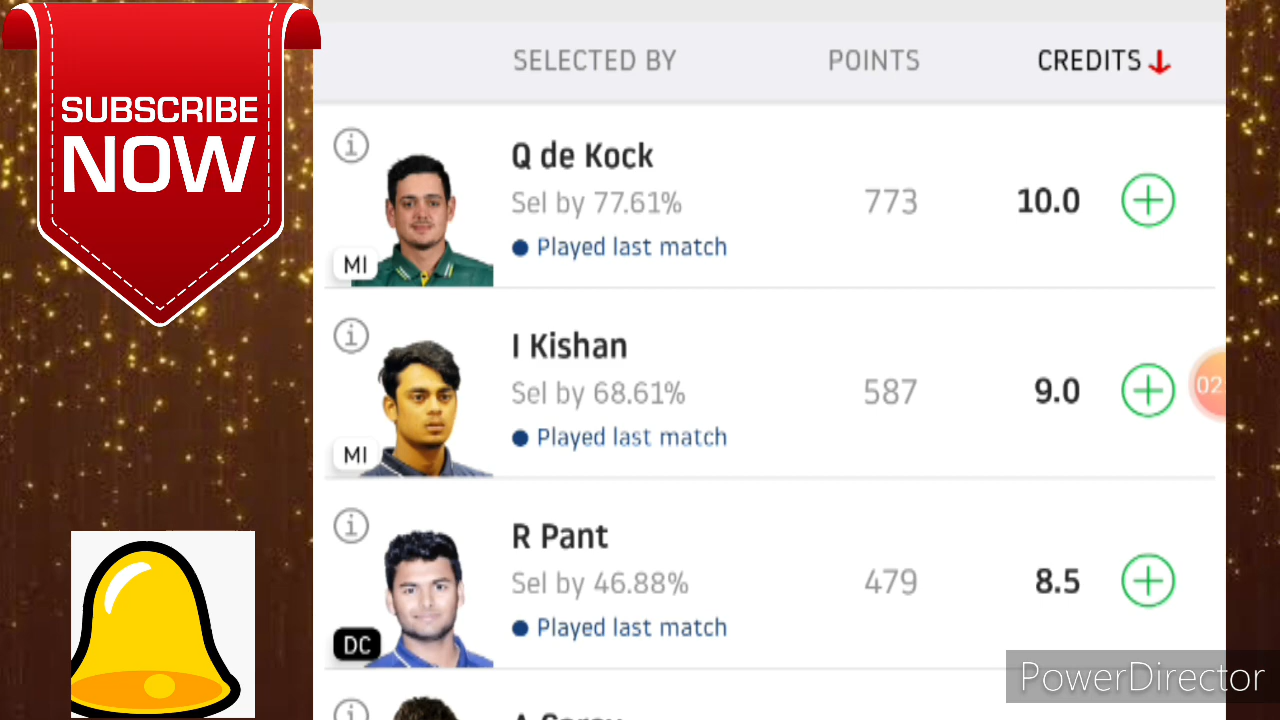 SUBSCRIBE
NOW
SELECTED BY POINTS CREDITS
Q de Kock
Sel by 77.61% 773 10.0
Played last match
MI
I Kishan
Sel by 68.61% 587 9.0
Played last match
MI
02
R Pant
Sel by 46.88% 479 8.5
Played last match
DC
PowerDirector